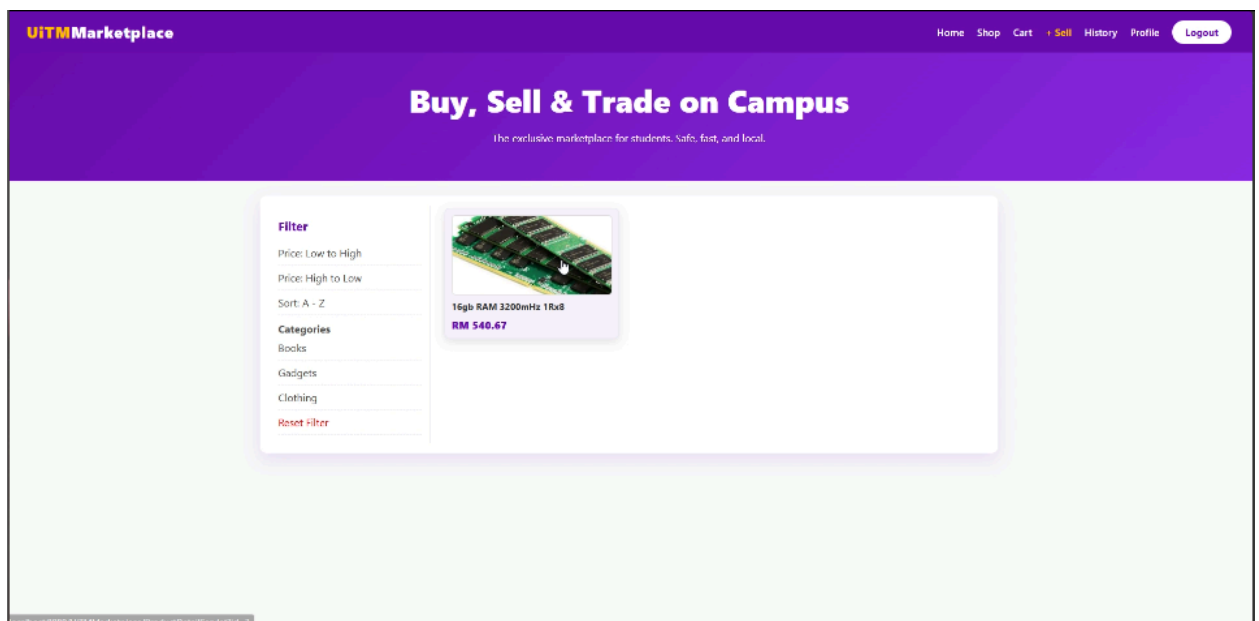 UiTMMarketplace
Home Shop Cart + Sell History Profile Logout
Buy, Sell & Trade on Campus
The exclusive marketplace for students. Safe, fast, and local.
Filter
Price: Low to High
Price: High to Low
Sort: A - Z
Categories
Books
Gadgets
Clothing
Reset Filter
16gb RAM 3200mHz 1Rx8
RM 540.67